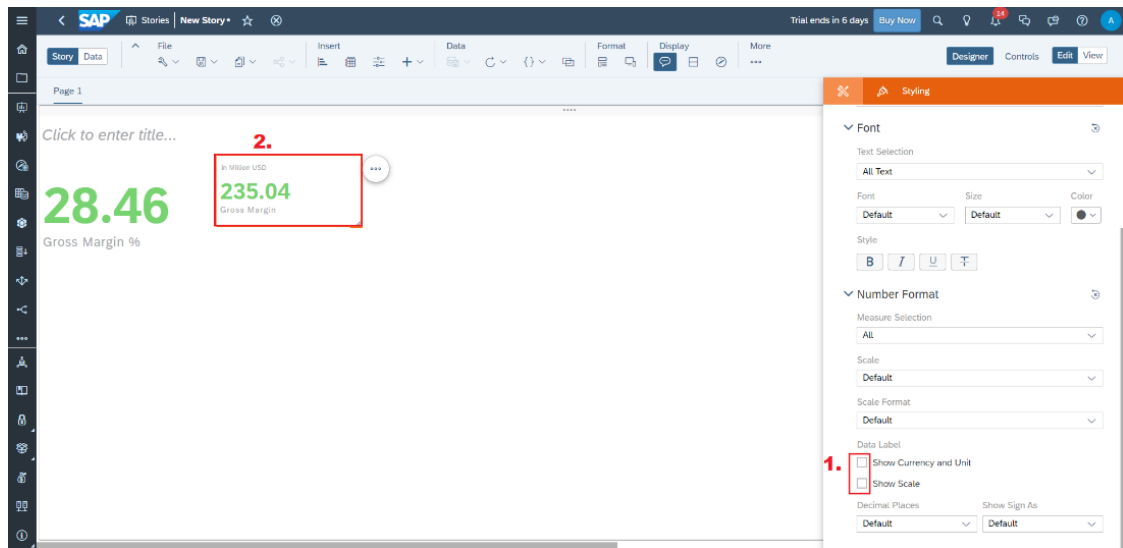 SAP Stories New Story•
Trial ends in 6 days Buy Now 14 A
Story Data File Insert Data Format Display More Designer Controls Edit View
Page 1
Styling
Click to enter title...
2.
in Million USD
235.04
Gross Margin
28.46
Gross Margin %
Font
Text Selection
All Text
Font Size Color
Default Default
Style
B I U T
Number Format
Measure Selection
All
Scale
Default
Scale Format
Default
Data Label
1.
Show Currency and Unit
Show Scale
Decimal Places Show Sign As
Default Default